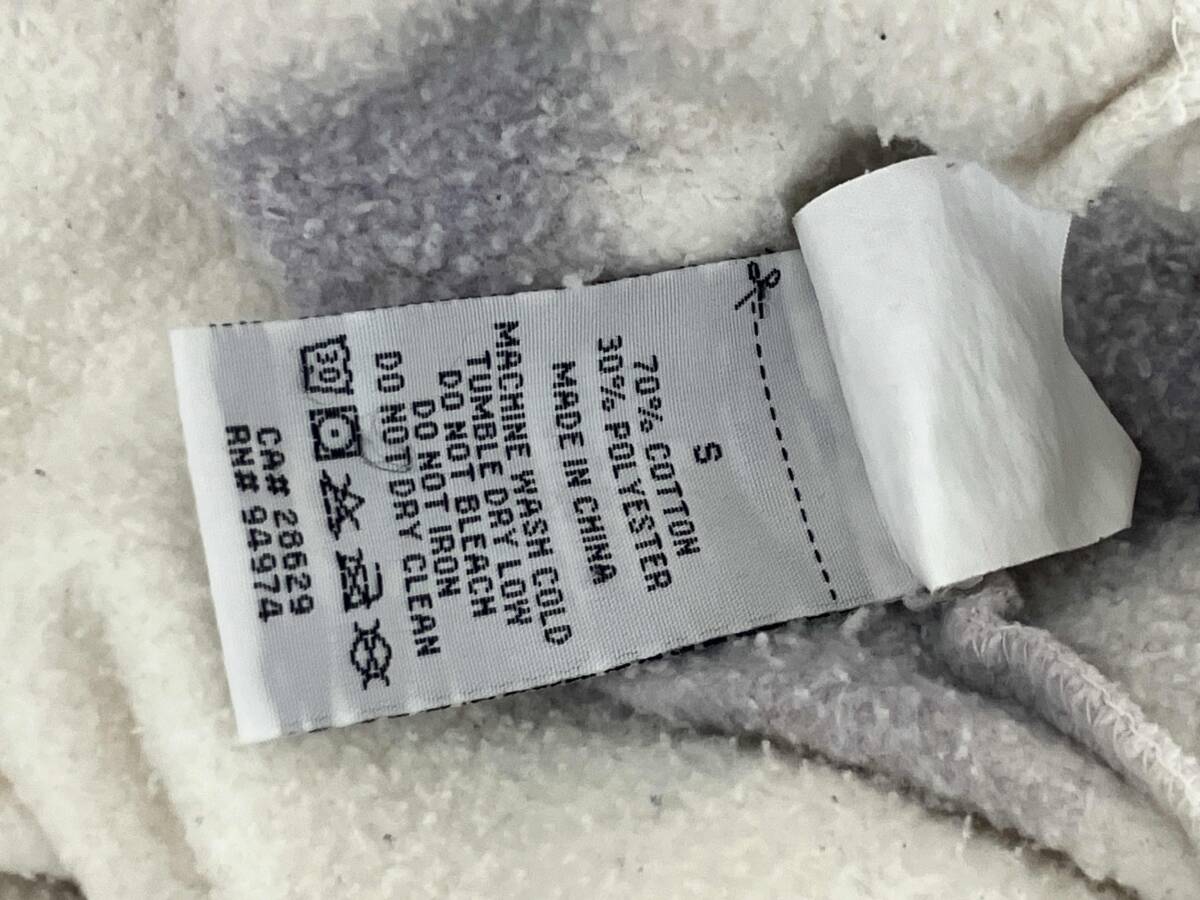 S
70% COTTON
30% POLYESTER
MADE IN CHINA
MACHINE WASH COLD
TUMBLE DRY LOW
DO NOT BLEACH
DO NOT IRON
DO NOT DRY CLEAN
30
CA# 28629
RN# 94974